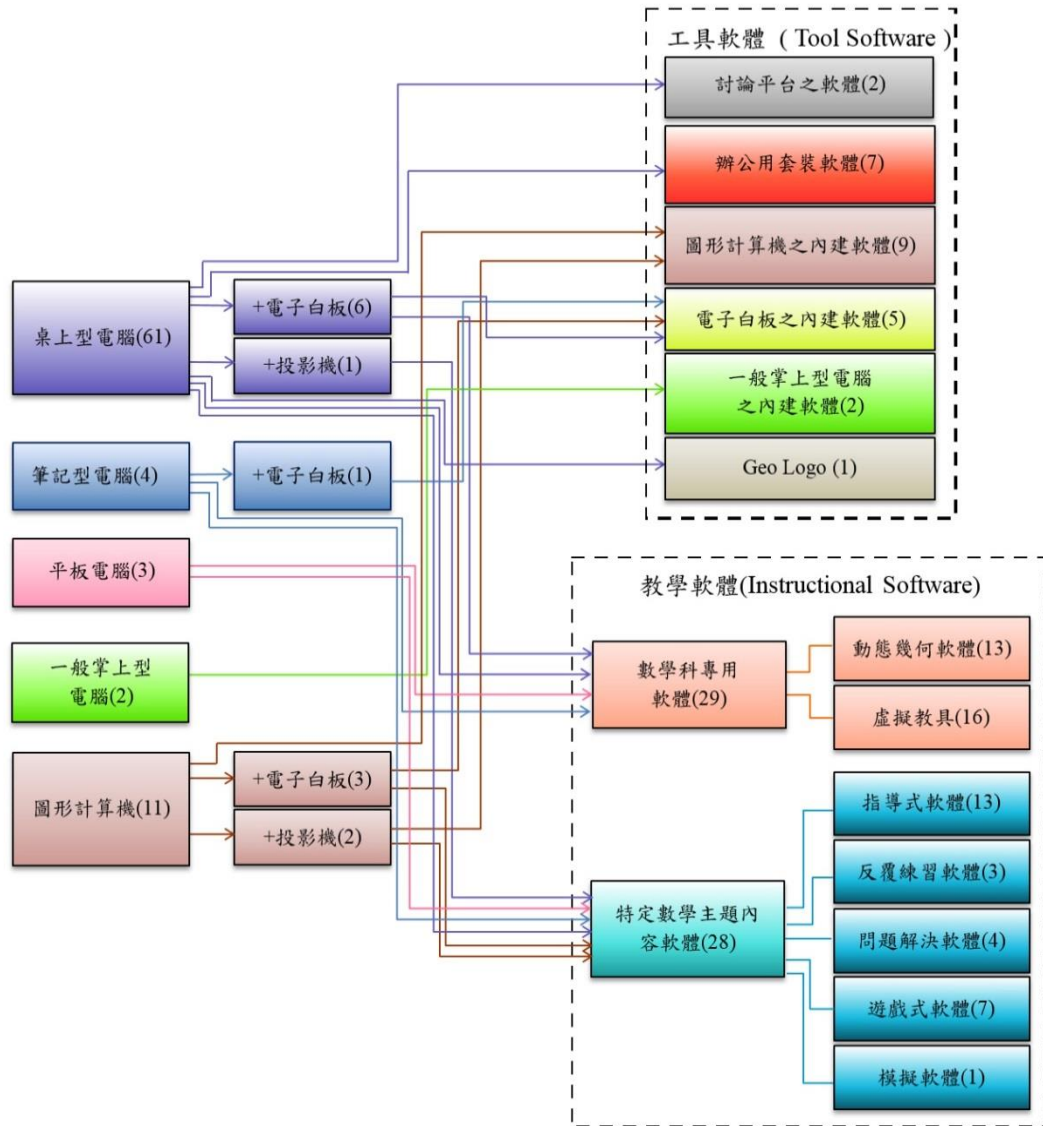 工具軟體 ( Tool Software )
討論平台之軟體(2)
辦公用套裝軟體(7)
圖形計算機之內建軟體(9)
電子白板之內建軟體(5)
一般掌上型電腦
之內建軟體(2)
Geo Logo (1)
桌上型電腦(61)
+電子白板(6)
+投影機(1)
筆記型電腦(4)
+電子白板(1)
平板電腦(3)
一般掌上型
電腦(2)
圖形計算機(11)
+電子白板(3)
+投影機(2)
教學軟體(Instructional Software)
數學科專用
軟體(29)
動態幾何軟體(13)
虛擬教具(16)
特定數學主題內
容軟體(28)
指導式軟體(13)
反覆練習軟體(3)
問題解決軟體(4)
遊戲式軟體(7)
模擬軟體(1)